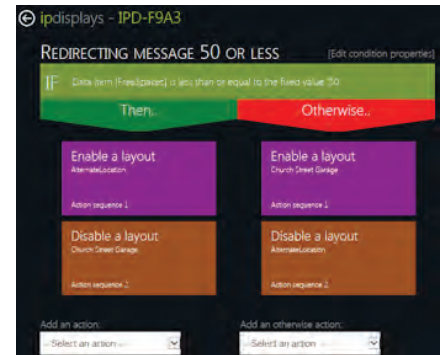 ipdisplays - IPD-F9A3
REDIRECTING MESSAGE 50 OR LESS
[Edit condition properties]
IF Data item [FreeSpaces] is less than or equal to the fixed value '50'
Then..
Otherwise..
Enable a layout
AlternateLocation
Action sequence 1
Enable a layout
Church Street Garage
Action sequence 1
Disable a layout
Church Street Garage
Action sequence 2
Disable a layout
AlternateLocation
Action sequence 2
Add an action:
Add an otherwise action:
-- Select an action --
-- Select an action --